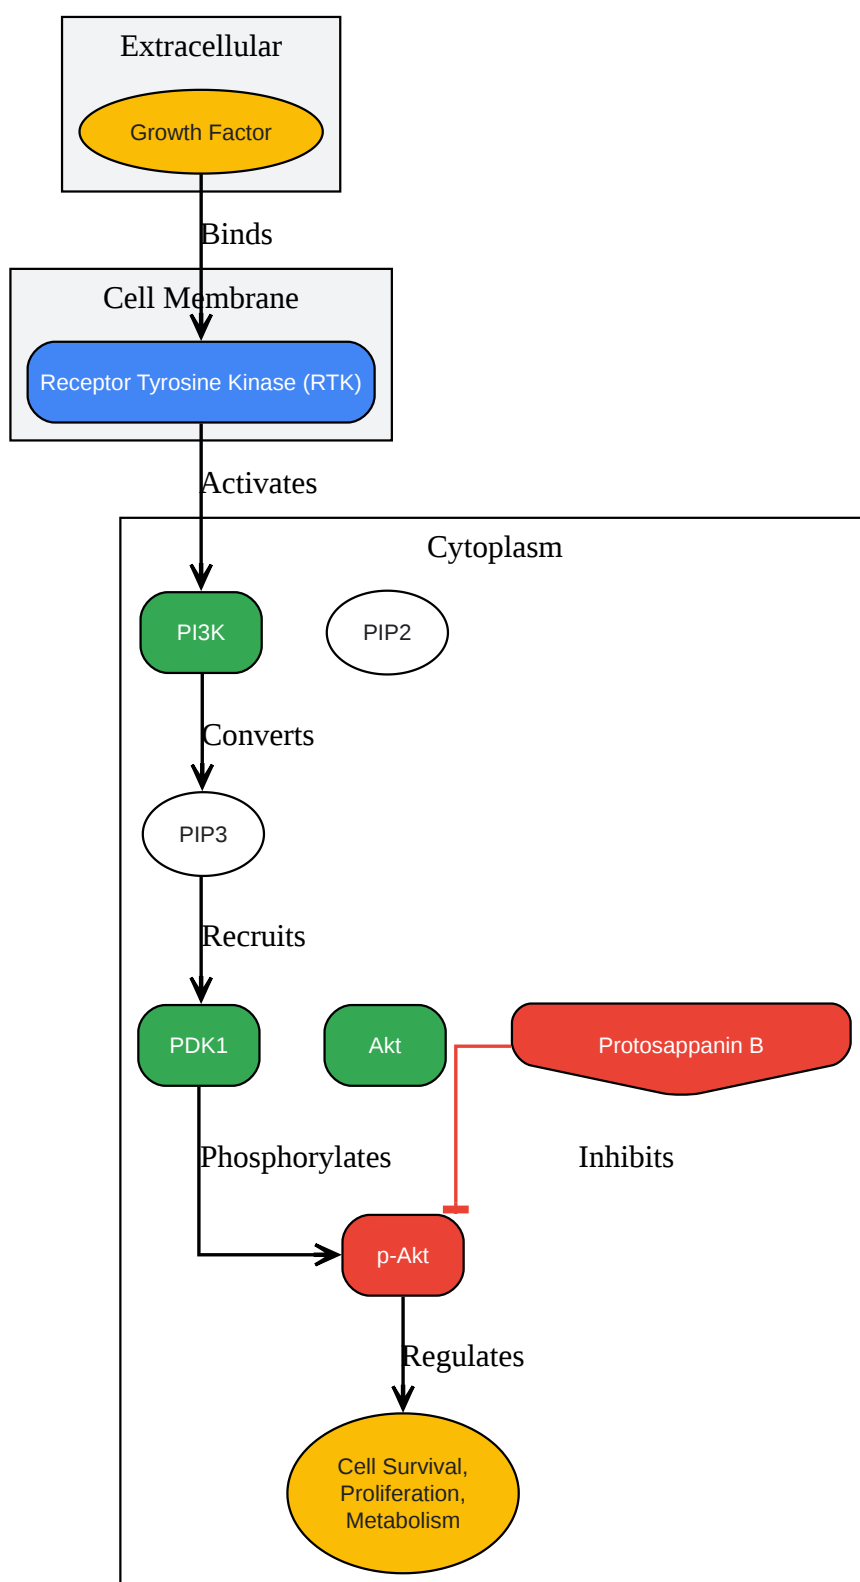 Extracellular
Growth Factor
Binds
Cell Membrane
Receptor Tyrosine Kinase (RTK)
Activates
Cytoplasm
PI3K
PIP2
Converts
PIP3
Recruits
PDK1
Akt
Protosappanin B
Phosphorylates
Inhibits
p-Akt
Regulates
Cell Survival,
Proliferation,
Metabolism